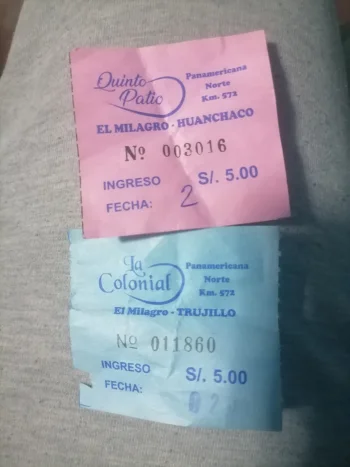 Quinto
Patio
Panamericana
Norte
Km. 572
EL MILAGRO - HUANCHACO
Nº 003016
INGRESO S/. 5.00
FECHA: 2
La
Colonial
Panamericana
Norte
Km. 572
El Milagro - TRUJILLO
Nº 011860
INGRESO S/. 5.00
FECHA: 02